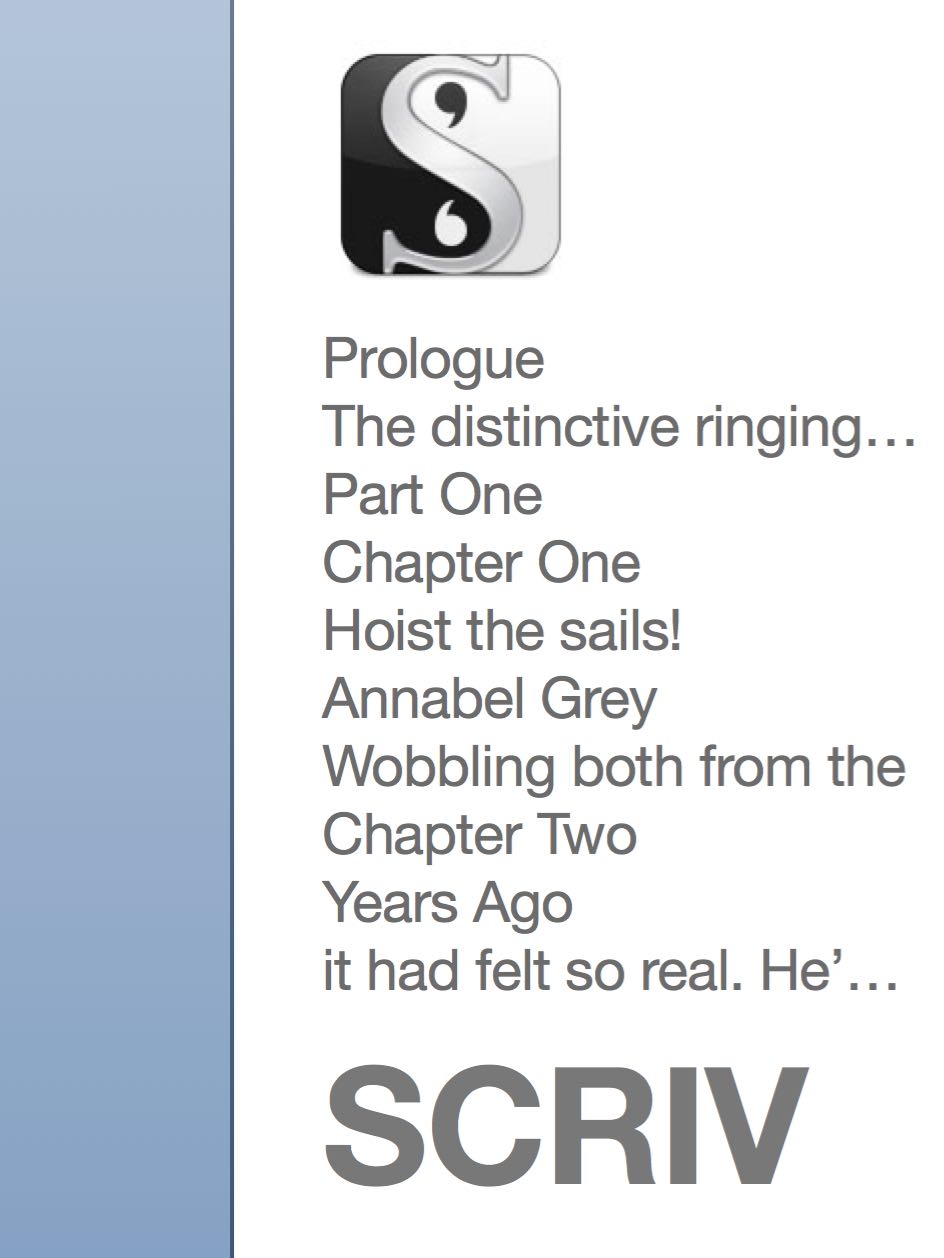 Prologue
The distinctive ringing…
Part One
Chapter One
Hoist the sails!
Annabel Grey
Wobbling both from the
Chapter Two
Years Ago
it had felt so real. He’…
SCRIV